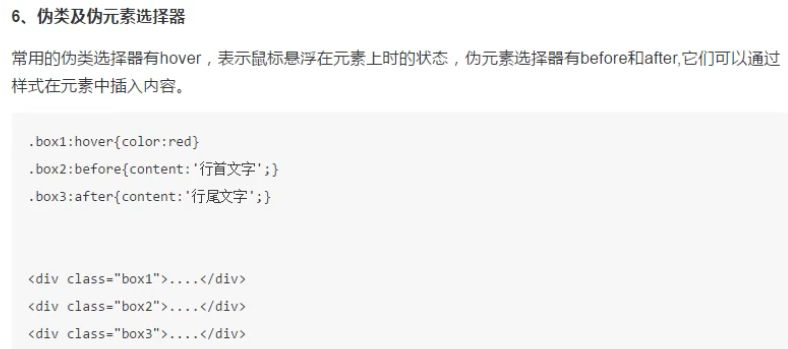 6、伪类及伪元素选择器
常用的伪类选择器有hover，表示鼠标悬浮在元素上时的状态，伪元素选择器有before和after,它们可以通过
样式在元素中插入内容。
.box1:hover{color:red}
.box2:before{content:'行首文字';}
.box3:after{content:'行尾文字';}
<div class="box1">....</div>
<div class="box2">....</div>
<div class="box3">....</div>